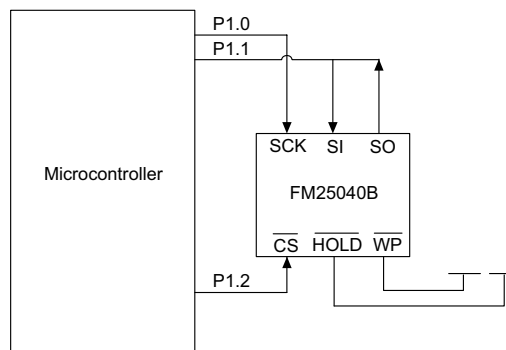 P1.0
P1.1
SCK SI SO
Microcontroller
FM25040B
CS HOLD WP
P1.2